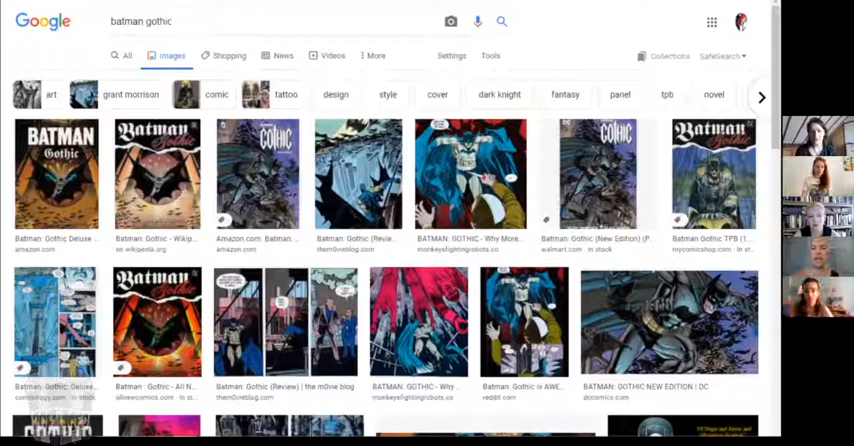 Google batman gothic
All Images Shopping News Videos More Settings Tools Collections SafeSearch
art grant morrison comic tattoo design style cover dark knight fantasy panel tpb novel
BATMAN Gothic
Batman Gothic
GOTHIC
GOTHIC
Batman Gothic
Batman: Gothic Deluxe ...
amazon.com
Batman: Gothic - Wikip...
en.wikipedia.org
Amazon.com: Batman: ...
amazon.com
Batman: Gothic (Revie...
them0vieblog.com
BATMAN: GOTHIC - Why More...
monkeysfightingrobots.co
Batman: Gothic (New Edition) (P...
walmart.com · In stock
Batman Gothic TPB (1...
mycomicshop.com · In st...
Batman Gothic
Batman: Gothic: Deluxe...
comixology.com · In stock
Batman : Gothic - All N...
allnewcomics.com · In stock
Batman: Gothic (Review) | the m0vie blog
them0vieblog.com
BATMAN: GOTHIC - Why ...
monkeysfightingrobots.co
Batman: Gothic is AWE...
reddit.com
BATMAN: GOTHIC NEW EDITION | DC
dccomics.com